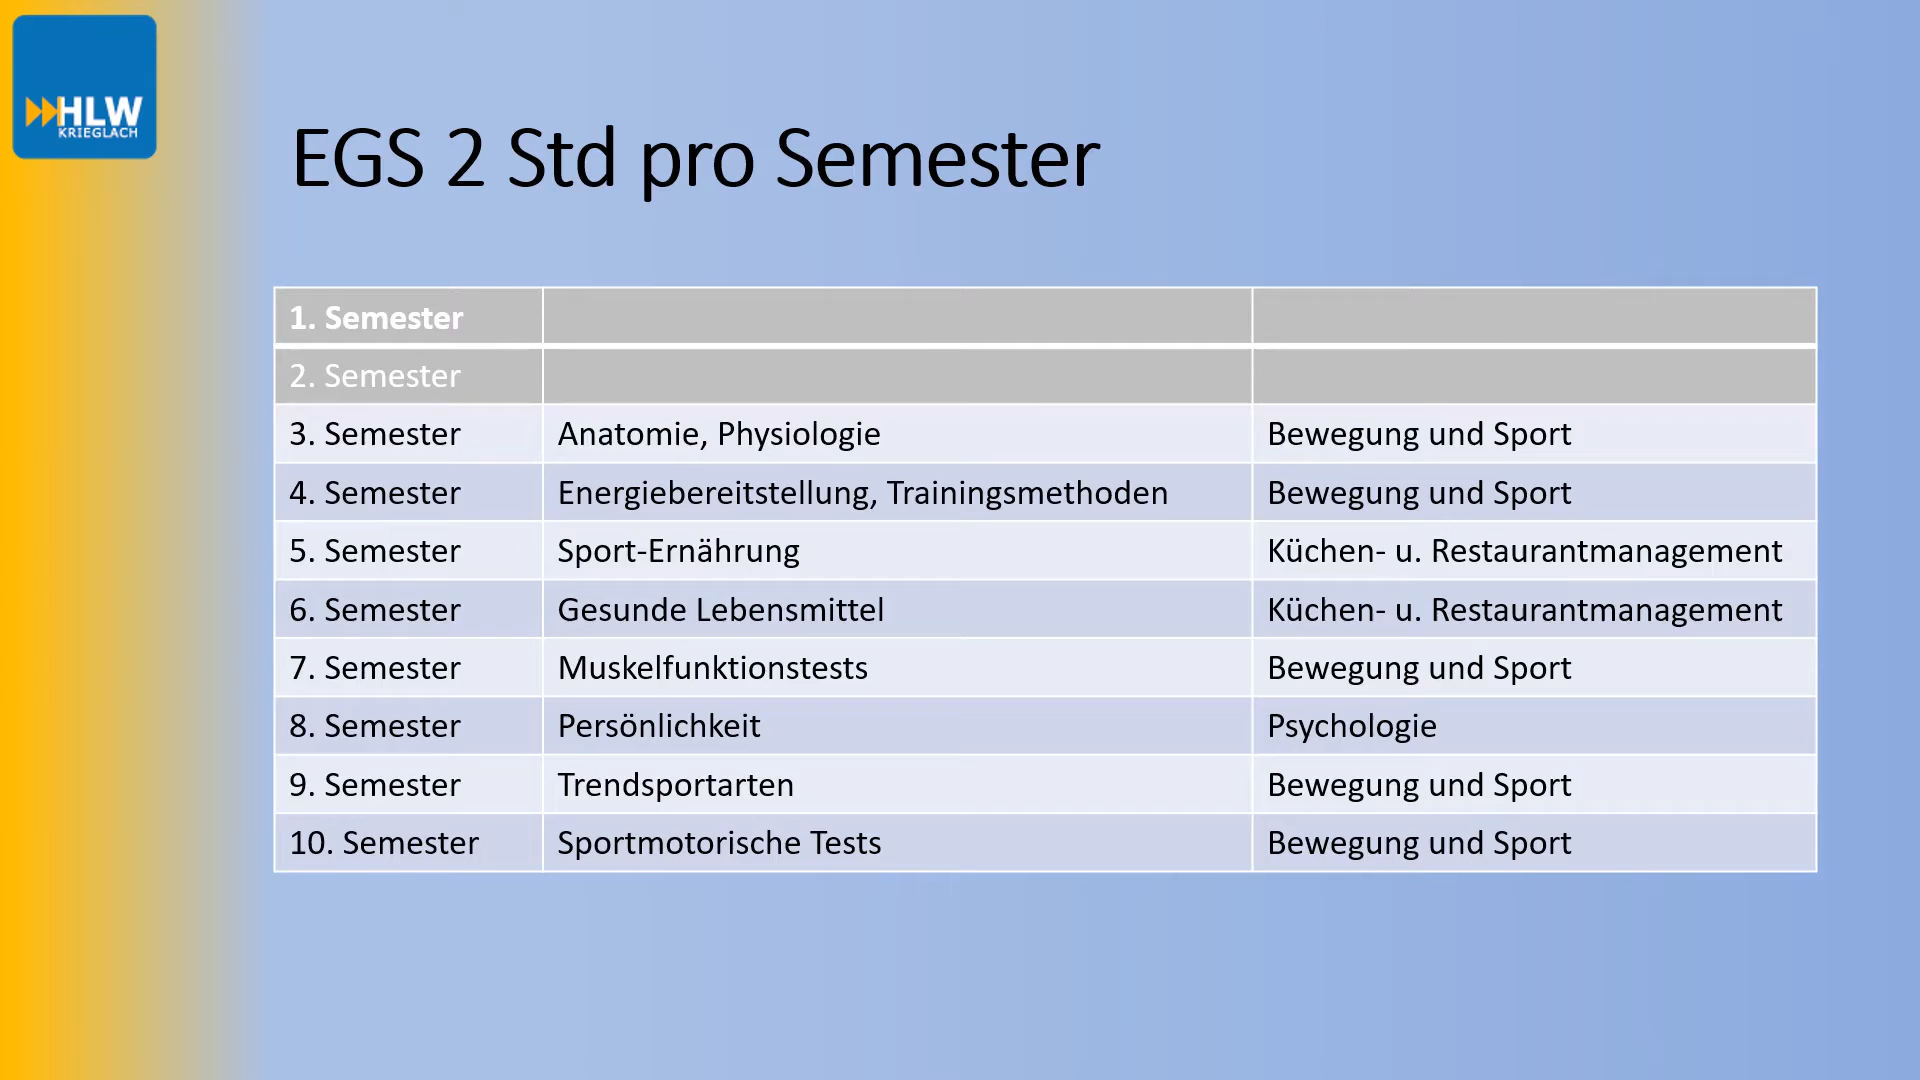 HLW
KRIEGLACH
EGS 2 Std pro Semester
1. Semester
2. Semester
3. Semester Anatomie, Physiologie Bewegung und Sport
4. Semester Energiebereitstellung, Trainingsmethoden Bewegung und Sport
5. Semester Sport-Ernährung Küchen- u. Restaurantmanagement
6. Semester Gesunde Lebensmittel Küchen- u. Restaurantmanagement
7. Semester Muskelfunktionstests Bewegung und Sport
8. Semester Persönlichkeit Psychologie
9. Semester Trendsportarten Bewegung und Sport
10. Semester Sportmotorische Tests Bewegung und Sport